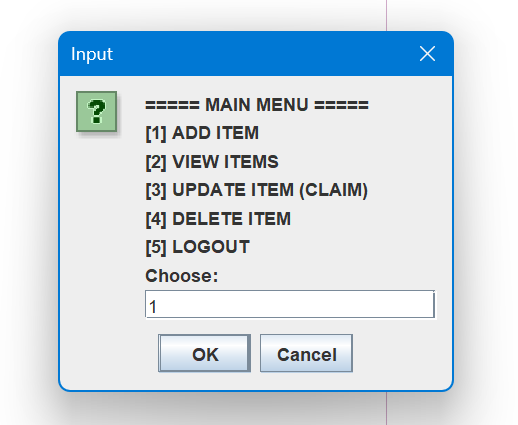 Input
===== MAIN MENU =====
[1] ADD ITEM
[2] VIEW ITEMS
[3] UPDATE ITEM (CLAIM)
[4] DELETE ITEM
[5] LOGOUT
Choose:
1
OK Cancel